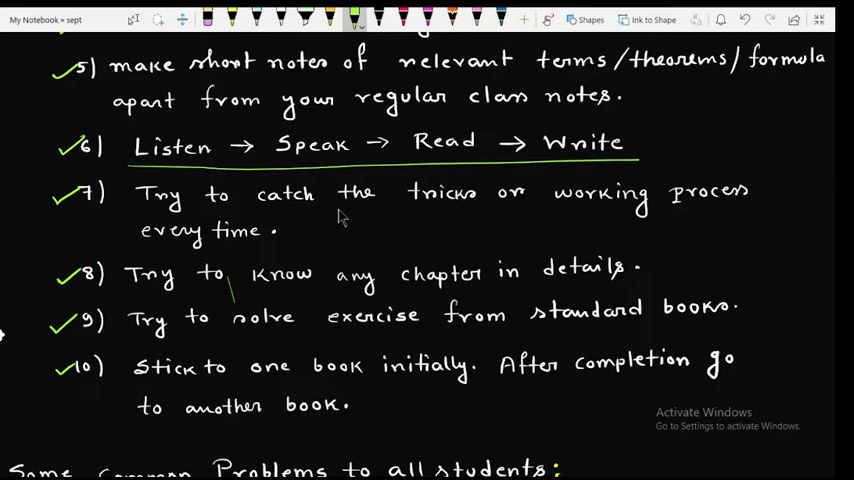 My Notebook » sept
Shapes
Ink to Shape
5) make short notes of relevant terms/theorems/formula
apart from your regular class notes.
6) Listen → Speak → Read → Write
7) Try to catch the tricks or working process
every time.
8) Try to know any chapter in details.
9) Try to solve exercise from standard books.
10) Stick to one book initially. After completion go
to another book.
Activate Windows
Go to Settings to activate Windows.
Some common Problems to all students: